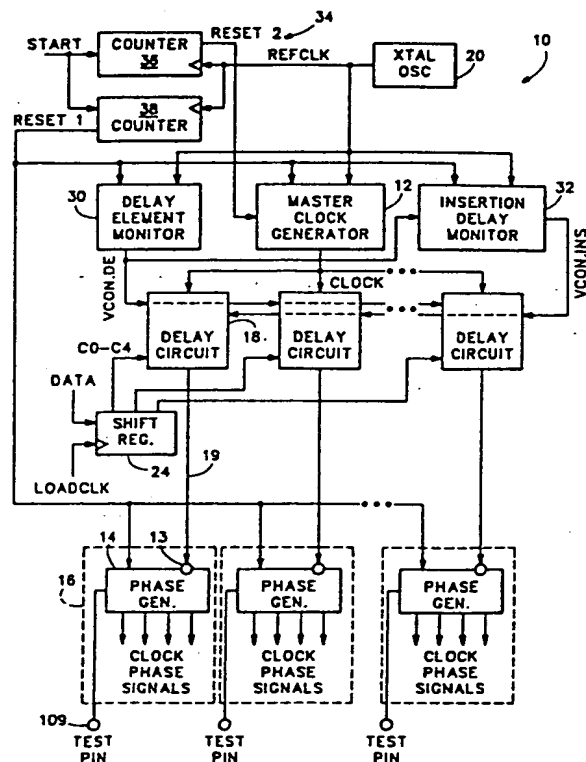 34
START
COUNTER
36
RESET 2
REFCLK
XTAL
OSC
20
10
38
COUNTER
RESET 1
30
DELAY
ELEMENT
MONITOR
12
MASTER
CLOCK
GENERATOR
INSERTION
DELAY
MONITOR
32
VCON.DE
VCON.INS
CLOCK
DELAY
CIRCUIT
18
DELAY
CIRCUIT
DELAY
CIRCUIT
C0-C4
DATA
SHIFT
REG.
24
LOADCLK
19
14
13
16
PHASE
GEN.
PHASE
GEN.
PHASE
GEN.
CLOCK
PHASE
SIGNALS
CLOCK
PHASE
SIGNALS
CLOCK
PHASE
SIGNALS
109
TEST
PIN
TEST
PIN
TEST
PIN